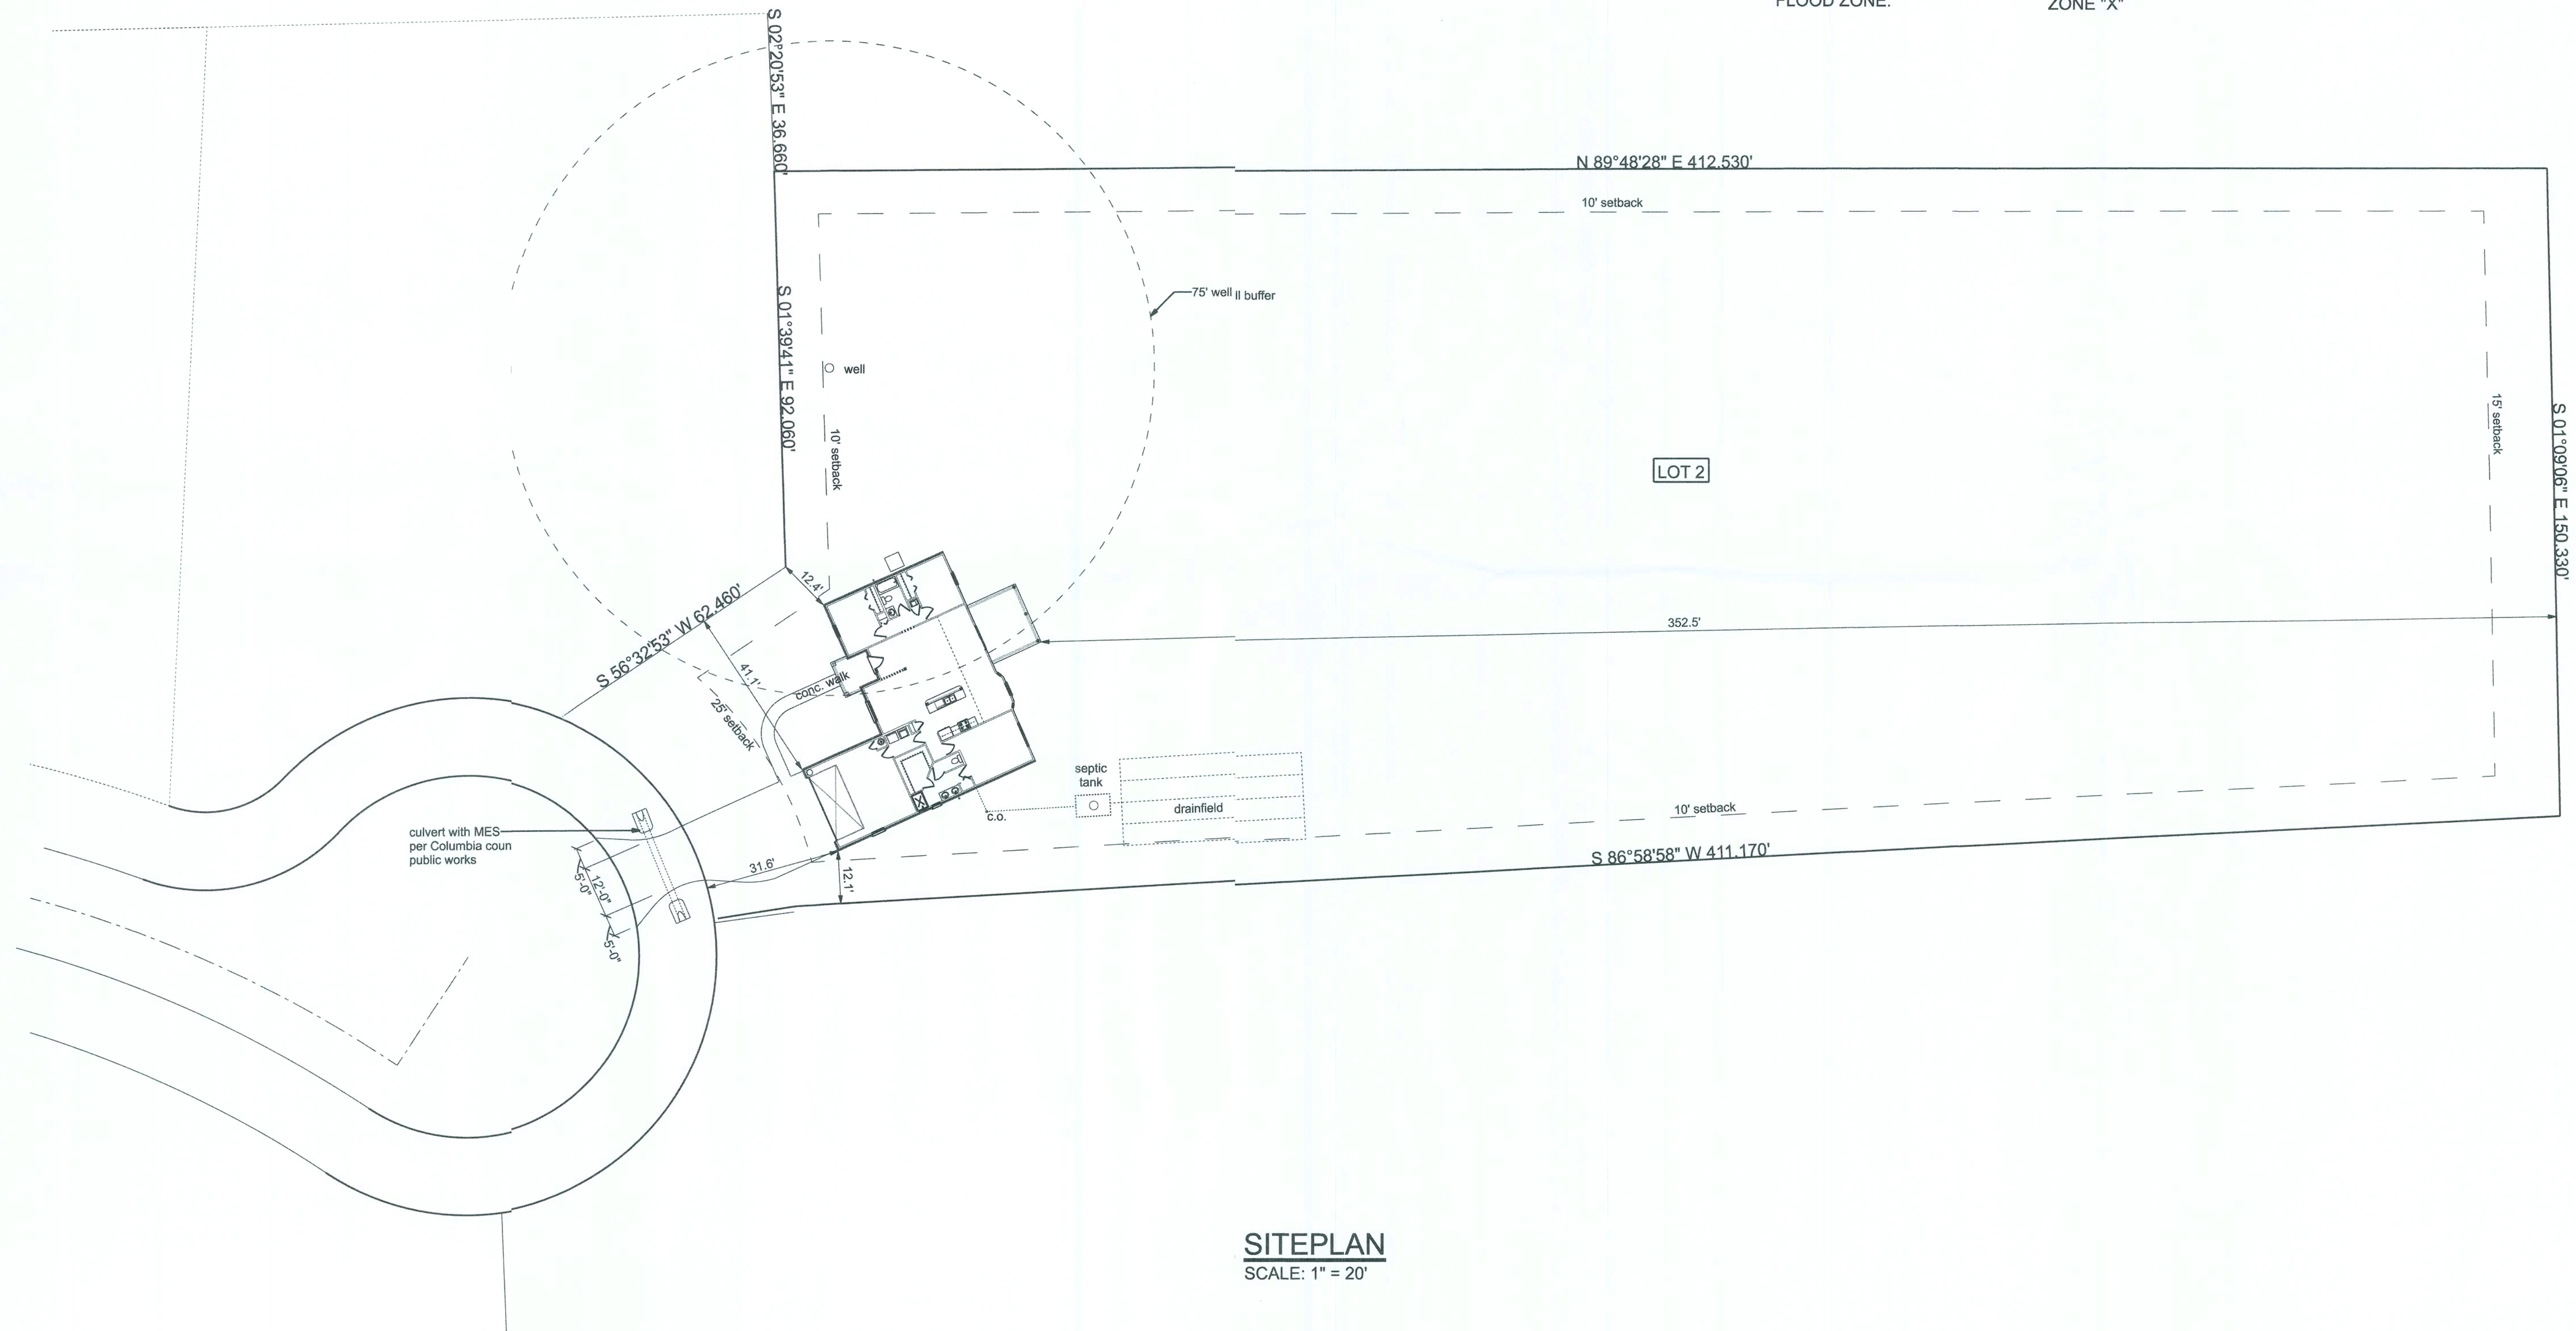 FLOOD ZONE:
ZONE "X"
S 02°20'53" E 36.660'
N 89°48'28" E 412.530'
10' setback
75' well ll buffer
S 01°39'41" E 92.060'
well
10' setback
15' setback
S 01°09'06" E 150.330'
LOT 2
12.4'
S 56°32'53" W 62.460'
352.5'
41.1'
conc. walk
25' setback
septic
tank
drainfield
c.o.
10' setback
culvert with MES
per Columbia coun
public works
S 86°58'58" W 411.170'
31.6'
12.1'
5'-0"
12'-0"
5'-0"
SITEPLAN
SCALE: 1" = 20'